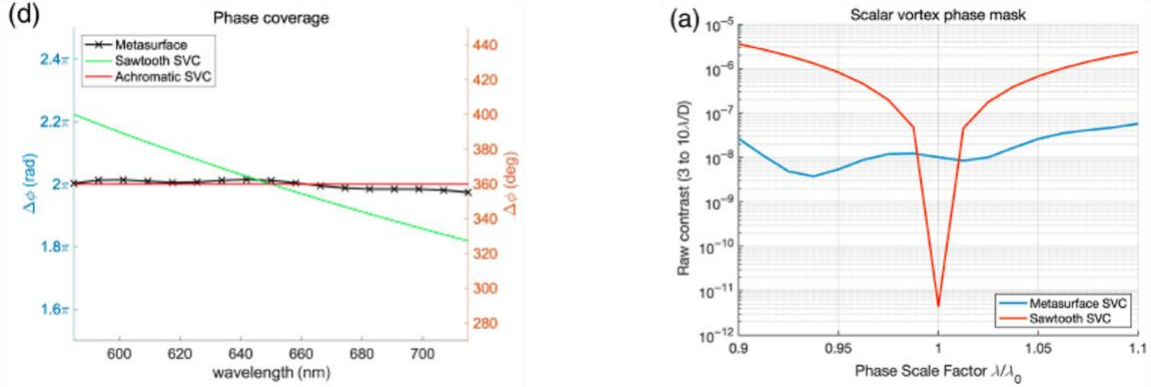 (d)
Phase coverage
Metasurface
Sawtooth SVC
Achromatic SVC
2.4π
2.2π
2π
1.8π
1.6π
Δϕ (rad)
440
420
400
380
360
340
320
300
280
Δϕ (deg)
600 620 640 660 680 700
wavelength (nm)
(a)
Scalar vortex phase mask
10⁻⁵
10⁻⁶
10⁻⁷
10⁻⁸
10⁻⁹
10⁻¹⁰
10⁻¹¹
10⁻¹²
Raw contrast (3 to 10 λ/D)
Metasurface SVC
Sawtooth SVC
0.9 0.95 1 1.05 1.1
Phase Scale Factor λ/λ₀